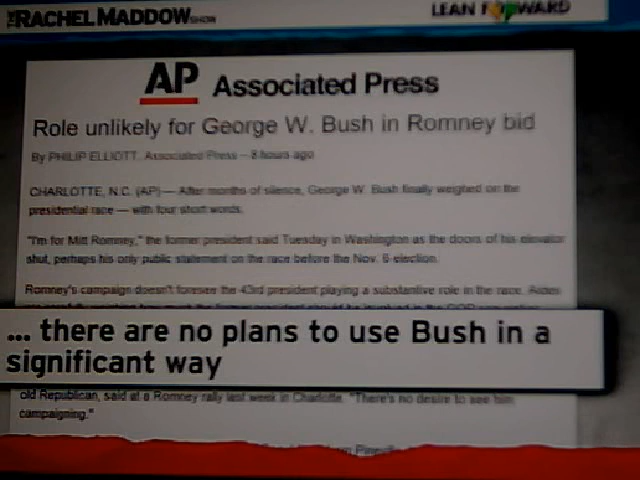 THE RACHEL MADDOW SHOW
LEAN FORWARD
AP Associated Press
Role unlikely for George W. Bush in Romney bid
By PHILIP ELLIOTT, Associated Press – 8 hours ago
CHARLOTTE, N.C. (AP) — After months of silence, George W. Bush finally weighed on the
presidential race — with four short words.
"I'm for Mitt Romney," the former president said Tuesday in Washington as the doors of his elevator
shut, perhaps his only public statement on the race before the Nov. 6 election.
Romney's campaign doesn't foresee the 43rd president playing a substantive role in the race. Aides
... there are no plans to use Bush in a
significant way
old Republican, said at a Romney rally last week in Charlotte. "There's no desire to see him
campaigning."